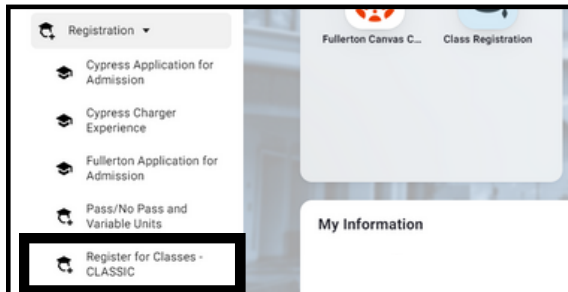 Registration
Cypress Application for
Admission
Cypress Charger
Experience
Fullerton Application for
Admission
Pass/No Pass and
Variable Units
Register for Classes -
CLASSIC
Fullerton Canvas C...
Class Registration
My Information